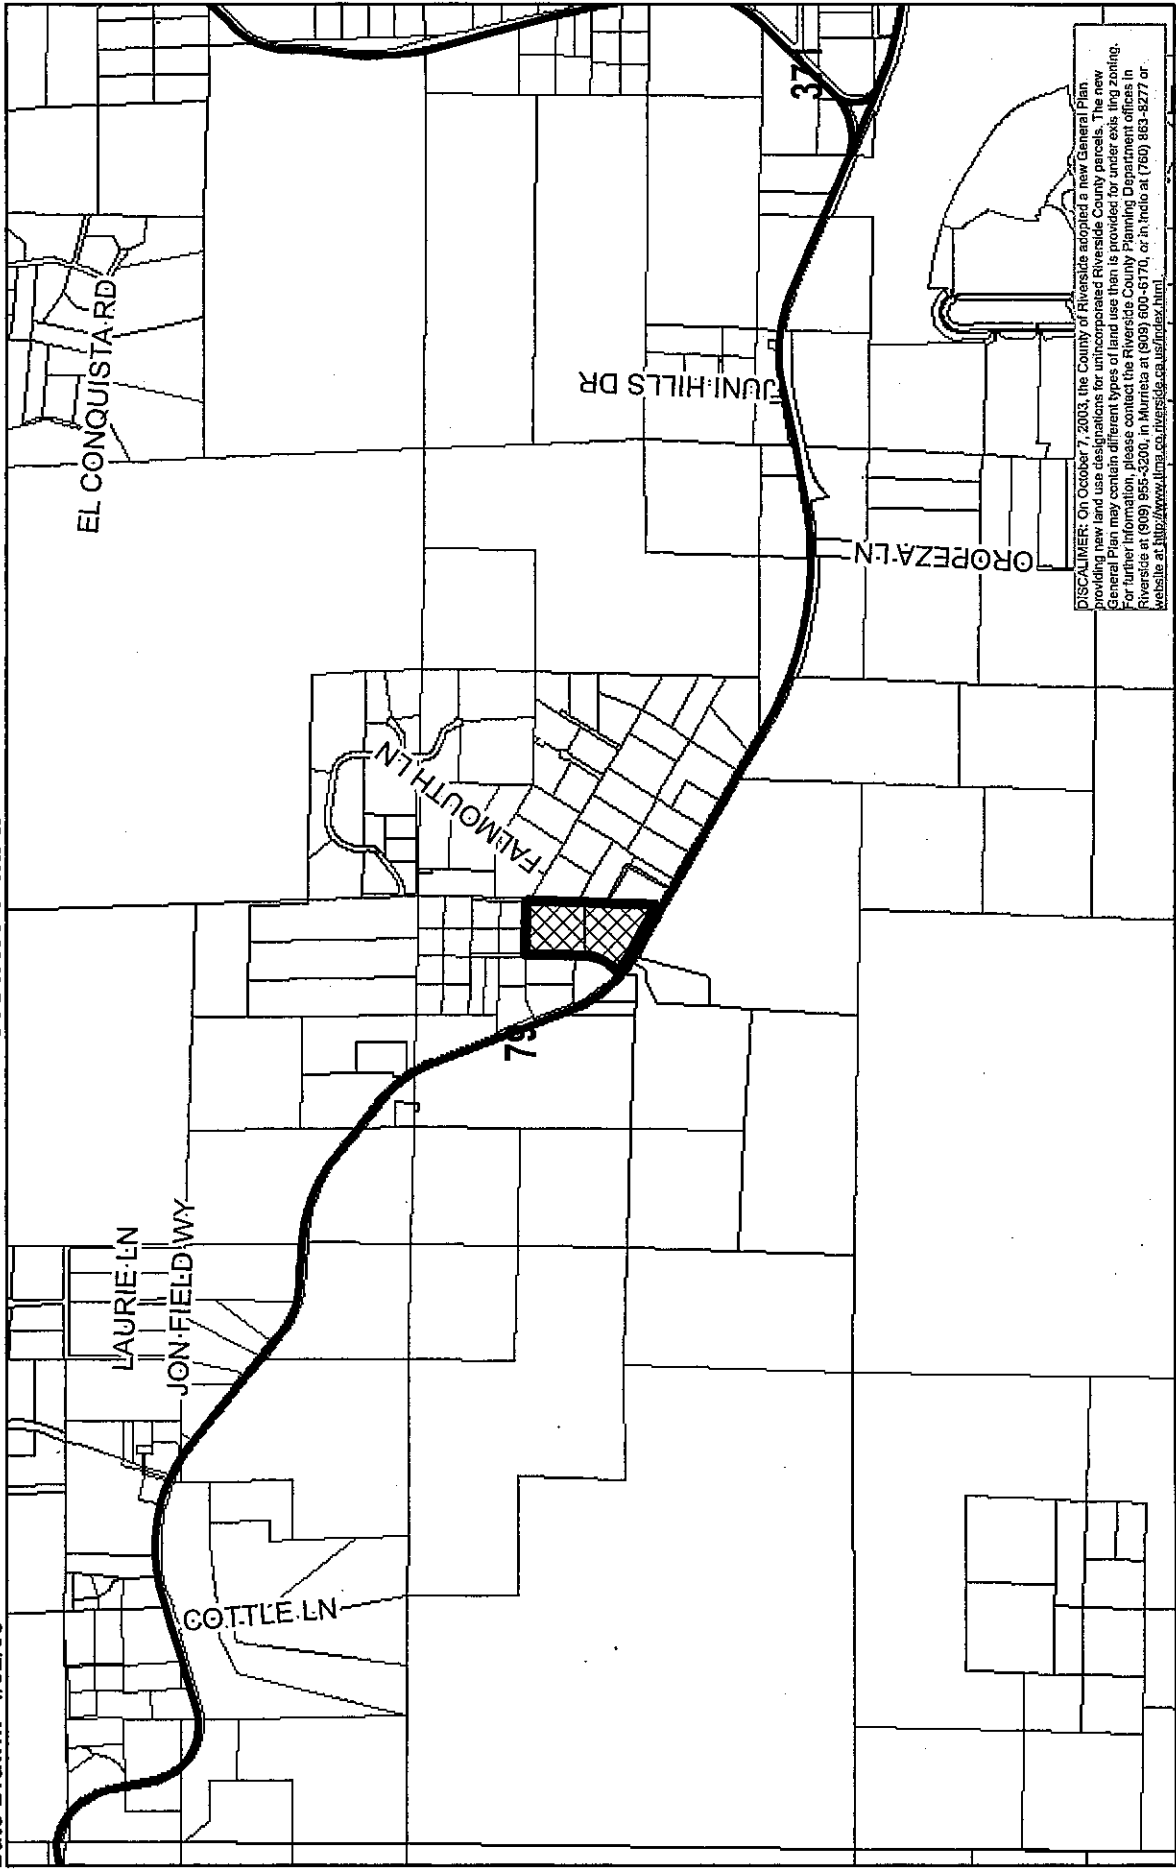 EL CONQUISTA RD
371
JUNI HILLS DR
OROPEZA LN
FALMOUTH LN
79
LAURIE LN
JON FIELD WY
COTTLE LN
DISCALIMER: On October 7, 2003, the County of Riverside adopted a new General Plan
providing new land use designations for unincorporated Riverside County parcels. The new
General Plan may contain different types of land use than is provided for under existing zoning.
For further information, please contact the Riverside County Planning Department offices in
Riverside at (909) 955-3200, in Murrieta at (909) 600-6170, or in Indio at (760) 863-8277 or
website at http://www.tlma.co.riverside.ca.us/index.html